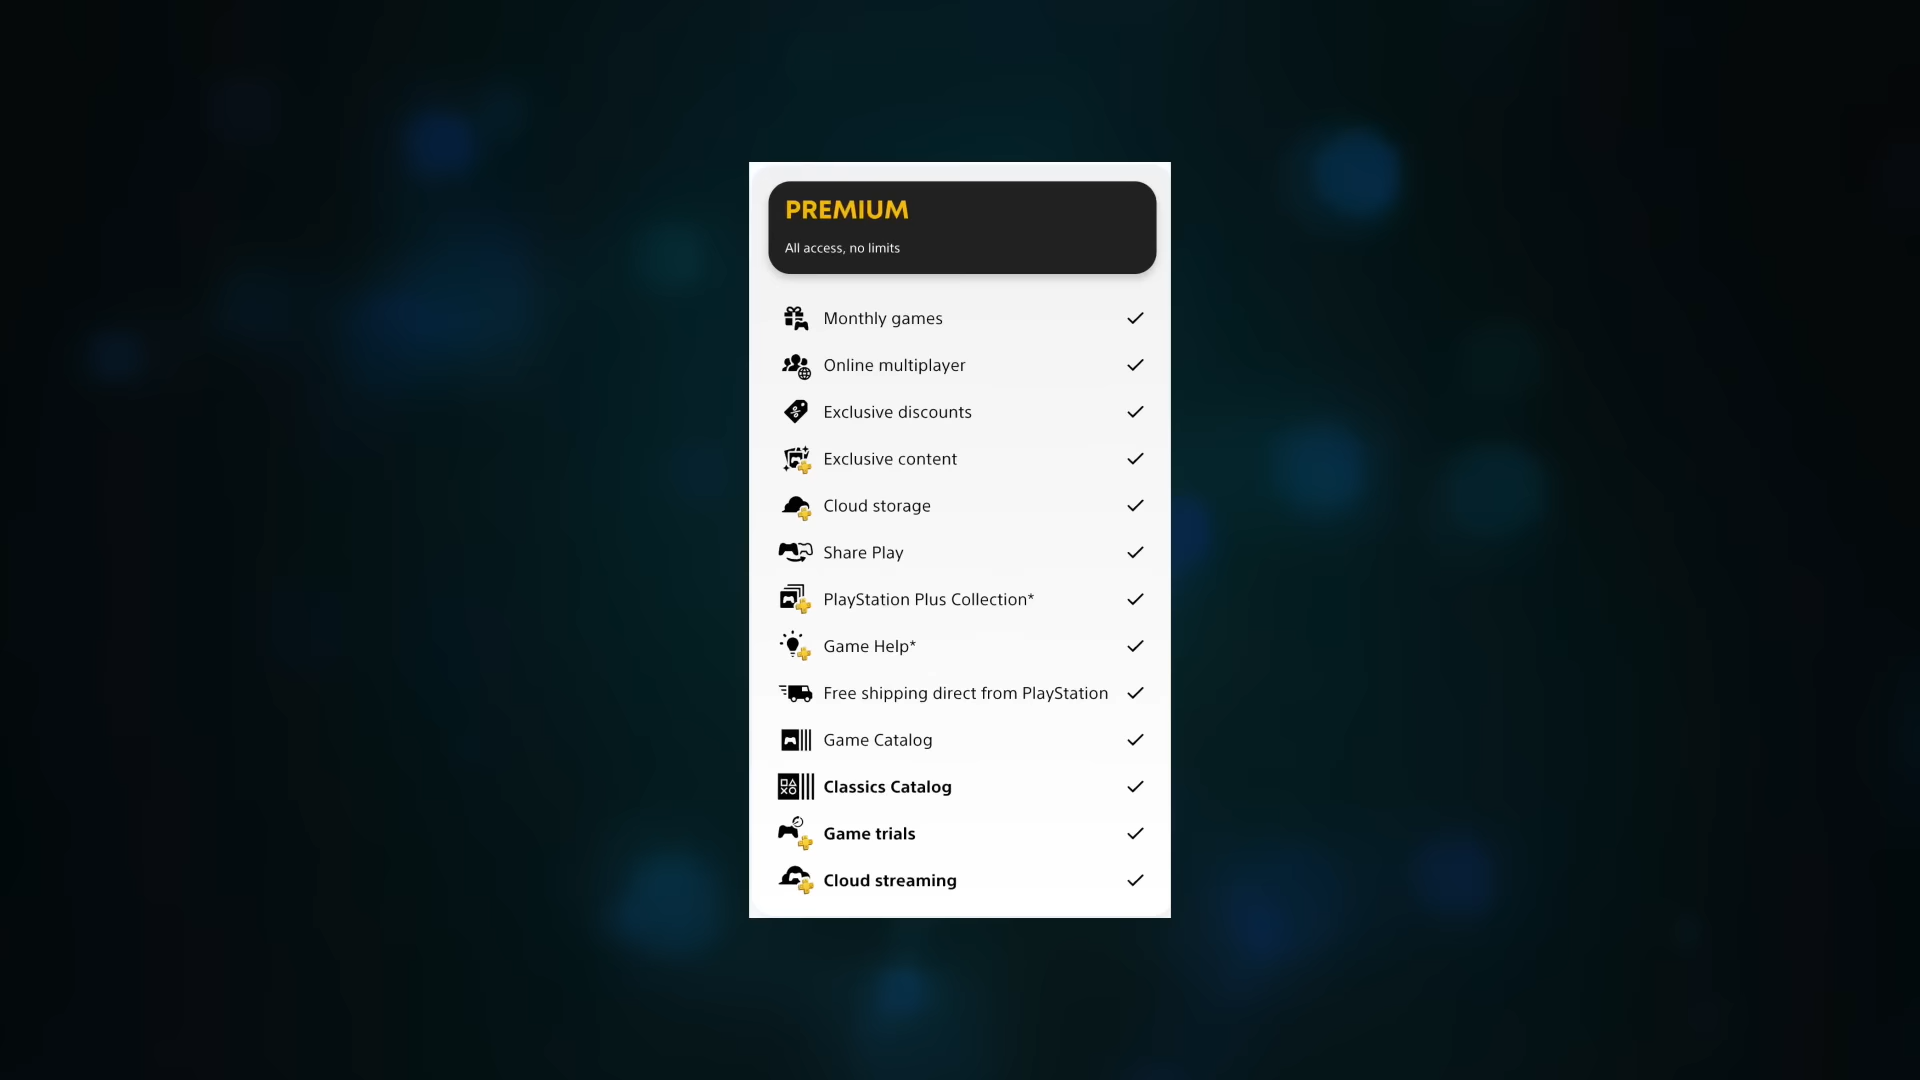 PREMIUM
All access, no limits
Monthly games
Online multiplayer
Exclusive discounts
Exclusive content
Cloud storage
Share Play
PlayStation Plus Collection*
Game Help*
Free shipping direct from PlayStation
Game Catalog
Classics Catalog
Game trials
Cloud streaming